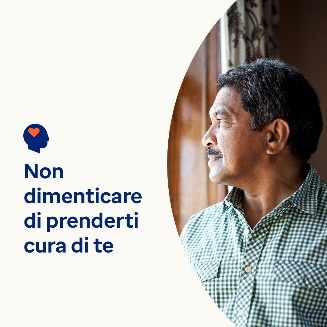 Non
dimenticare
di prenderti
cura di te